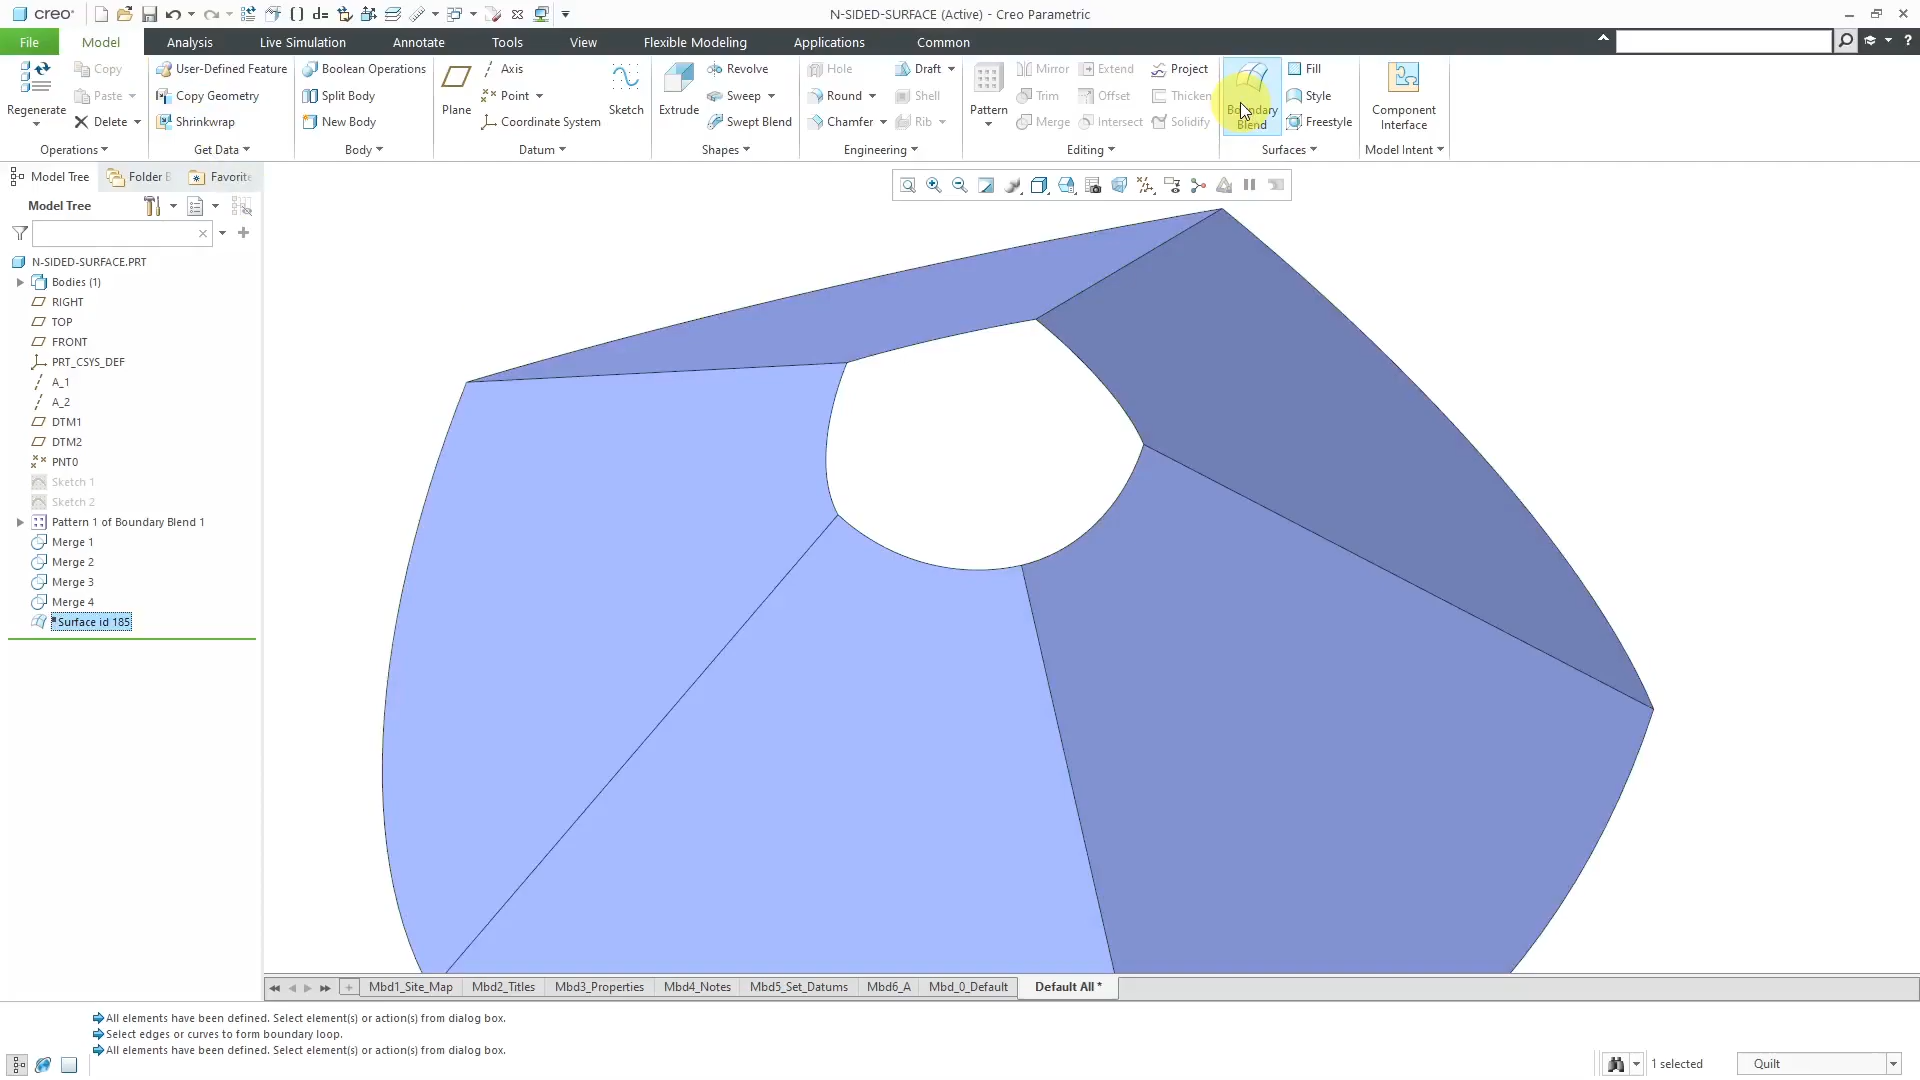 creo
N-SIDED-SURFACE (Active) - Creo Parametric
File
Model
Analysis
Live Simulation
Annotate
Tools
View
Flexible Modeling
Applications
Common
Regenerate
Copy
Paste
Delete
Operations
User-Defined Feature
Copy Geometry
Shrinkwrap
Get Data
Boolean Operations
Split Body
New Body
Body
Plane
Axis
Point
Coordinate System
Sketch
Datum
Extrude
Revolve
Sweep
Swept Blend
Shapes
Hole
Round
Chamfer
Draft
Shell
Rib
Engineering
Pattern
Mirror
Trim
Merge
Extend
Offset
Intersect
Project
Thicken
Solidify
Editing
Boundary
Blend
Fill
Style
Freestyle
Surfaces
Component
Interface
Model Intent
Model Tree
Folder B
Favorite
Model Tree
N-SIDED-SURFACE.PRT
Bodies (1)
RIGHT
TOP
FRONT
PRT_CSYS_DEF
A_1
A_2
DTM1
DTM2
PNT0
Sketch 1
Sketch 2
Pattern 1 of Boundary Blend 1
Merge 1
Merge 2
Merge 3
Merge 4
Surface id 185
Mbd1_Site_Map
Mbd2_Titles
Mbd3_Properties
Mbd4_Notes
Mbd5_Set_Datums
Mbd6_A
Mbd_0_Default
Default All *
All elements have been defined. Select element(s) or action(s) from dialog box.
Select edges or curves to form boundary loop.
All elements have been defined. Select element(s) or action(s) from dialog box.
1 selected
Quilt